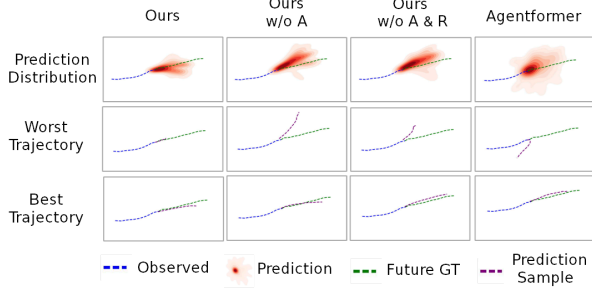 Ours
Ours
w/o A
Ours
w/o A & R
Agentformer
Prediction
Distribution
Worst
Trajectory
Best
Trajectory
Observed
Prediction
Future GT
Prediction
Sample